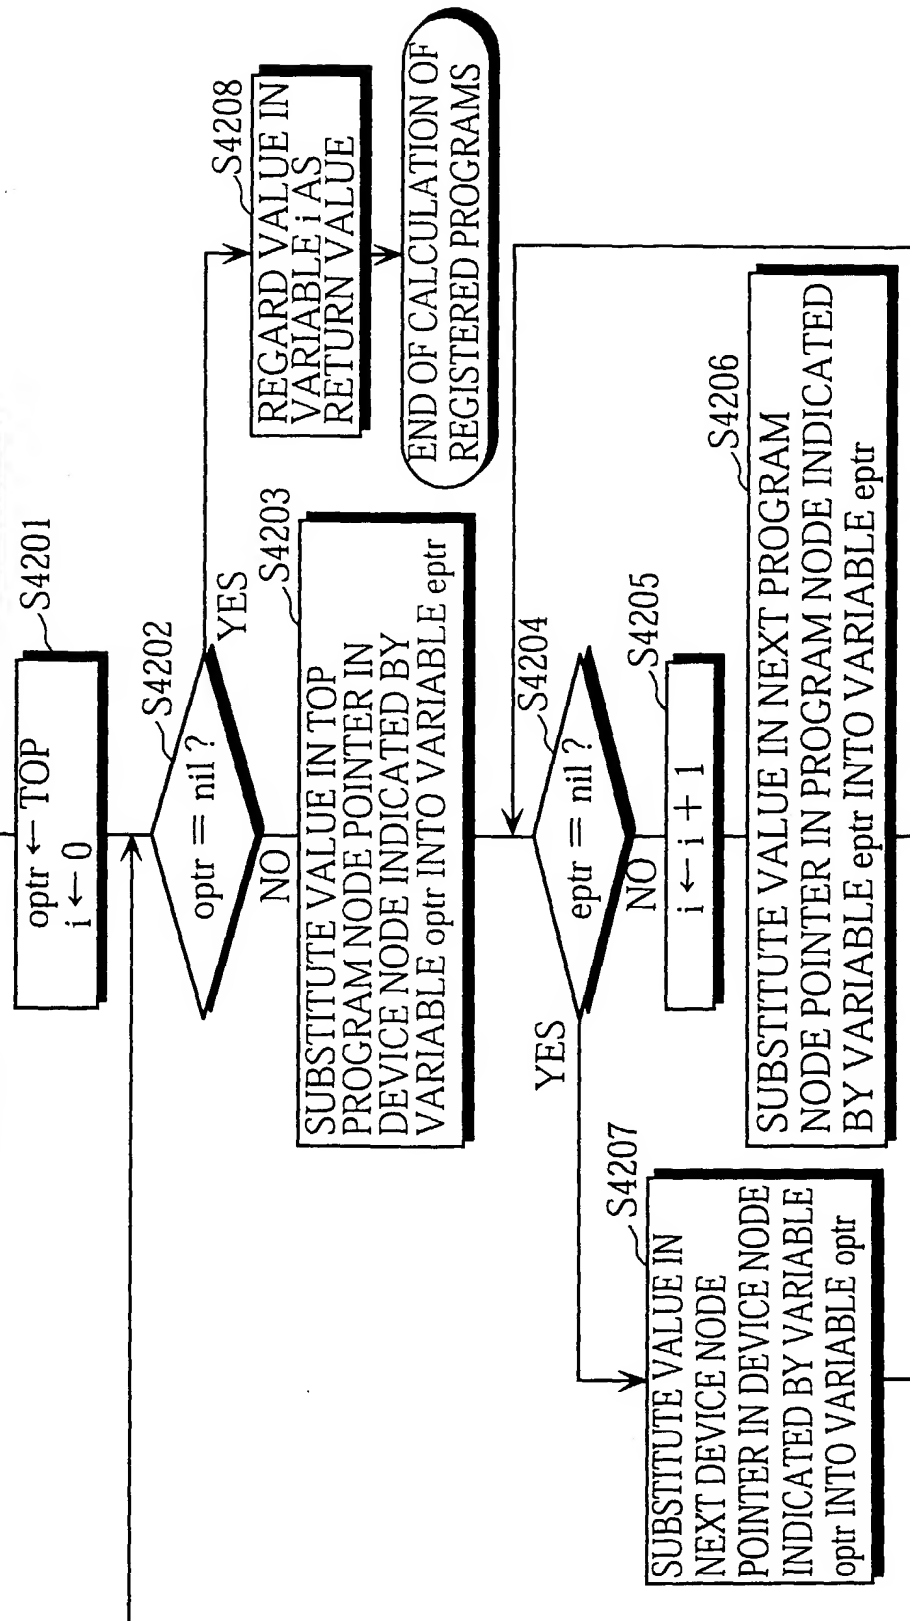 optr ← TOP
i ← 0
S4201
optr = nil ?
S4202
YES
NO
REGARD VALUE IN
VARIABLE i AS
RETURN VALUE
S4208
END OF CALCULATION OF
REGISTERED PROGRAMS
SUBSTITUTE VALUE IN TOP
PROGRAM NODE POINTER IN
DEVICE NODE INDICATED BY
VARIABLE optr INTO VARIABLE eptr
S4203
eptr = nil ?
S4204
YES
NO
i ← i + 1
S4205
SUBSTITUTE VALUE IN NEXT PROGRAM
NODE POINTER IN PROGRAM NODE INDICATED
BY VARIABLE eptr INTO VARIABLE eptr
S4206
SUBSTITUTE VALUE IN
NEXT DEVICE NODE
POINTER IN DEVICE NODE
INDICATED BY VARIABLE
optr INTO VARIABLE optr
S4207